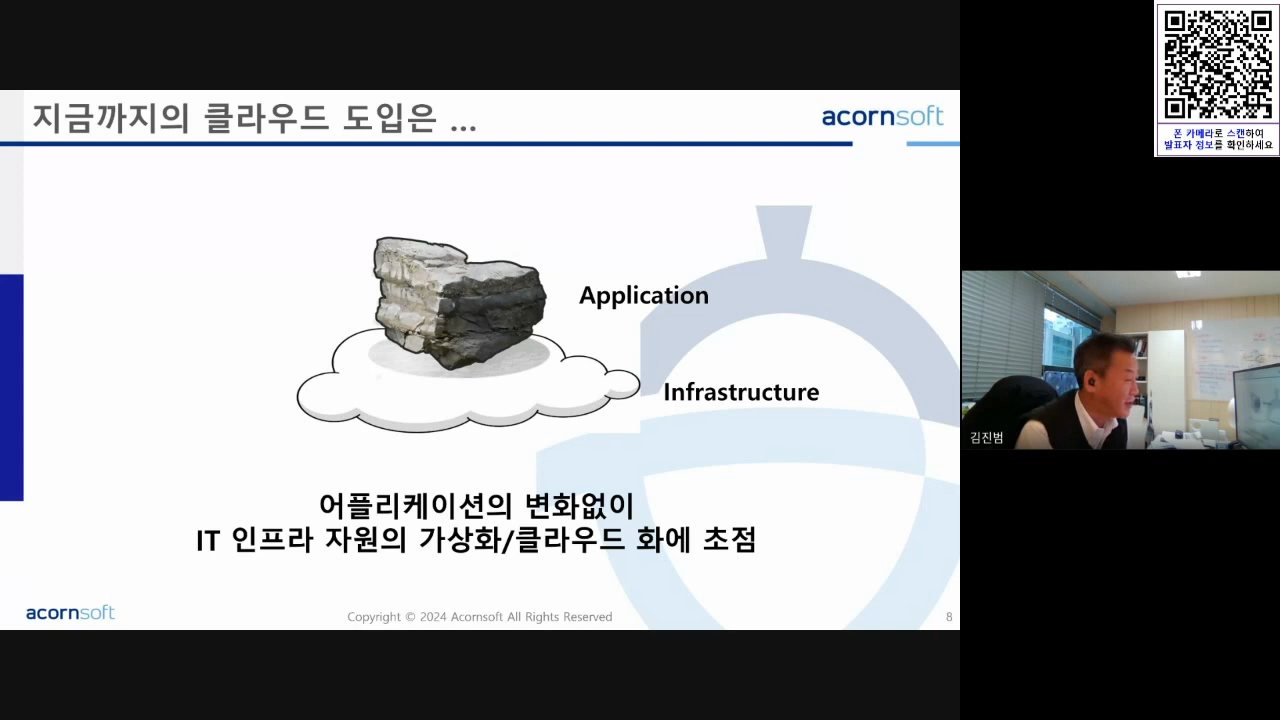 지금까지의 클라우드 도입은 ...
acornsoft
Application
Infrastructure
어플리케이션의 변화없이
IT 인프라 자원의 가상화/클라우드 화에 초점
acornsoft
Copyright © 2024 Acornsoft All Rights Reserved
8
폰 카메라로 스캔하여
발표자 정보를 확인하세요
김진범